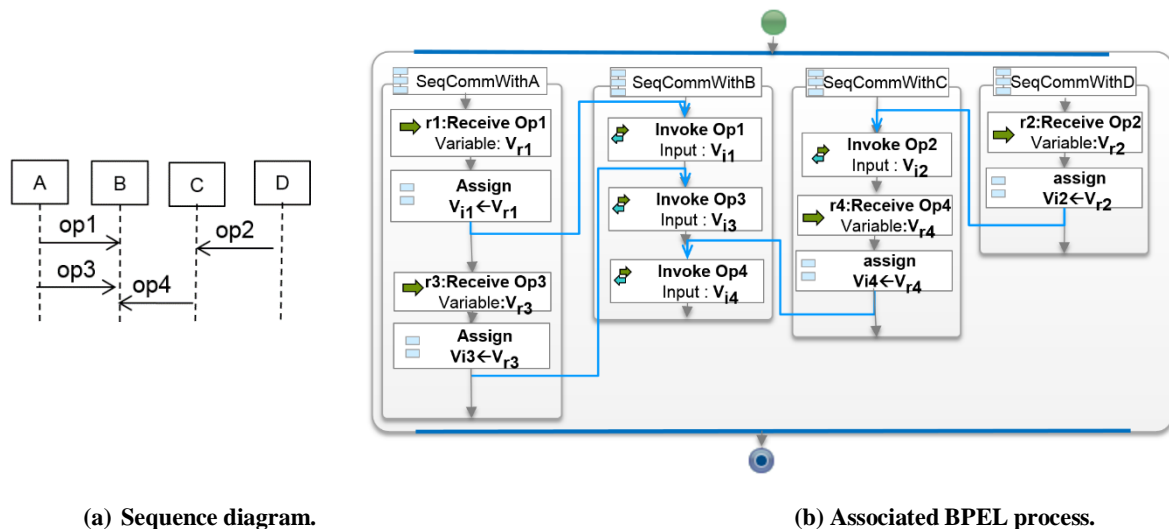 A B C D
op1
op2
op3
op4
(a) Sequence diagram.
SeqCommWithA
r1:Receive Op1
Variable: Vr1
Assign
Vi1←Vr1
r3:Receive Op3
Variable:Vr3
Assign
Vi3←Vr3
SeqCommWithB
Invoke Op1
Input : Vi1
Invoke Op3
Input : Vi3
Invoke Op4
Input : Vi4
SeqCommWithC
Invoke Op2
Input : Vi2
r4:Receive Op4
Variable:Vr4
assign
Vi4←Vr4
SeqCommWithD
r2:Receive Op2
Variable:Vr2
assign
Vi2←Vr2
(b) Associated BPEL process.